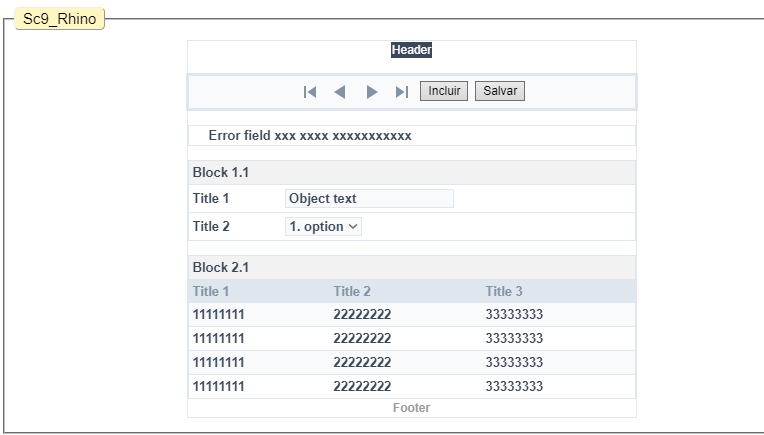 Sc9_Rhino
Header
Incluir Salvar
Error field xxx xxxx xxxxxxxxxxx
Block 1.1
Title 1 Object text
Title 2 1. option
Block 2.1
Title 1 Title 2 Title 3
11111111 22222222 33333333
11111111 22222222 33333333
11111111 22222222 33333333
11111111 22222222 33333333
Footer